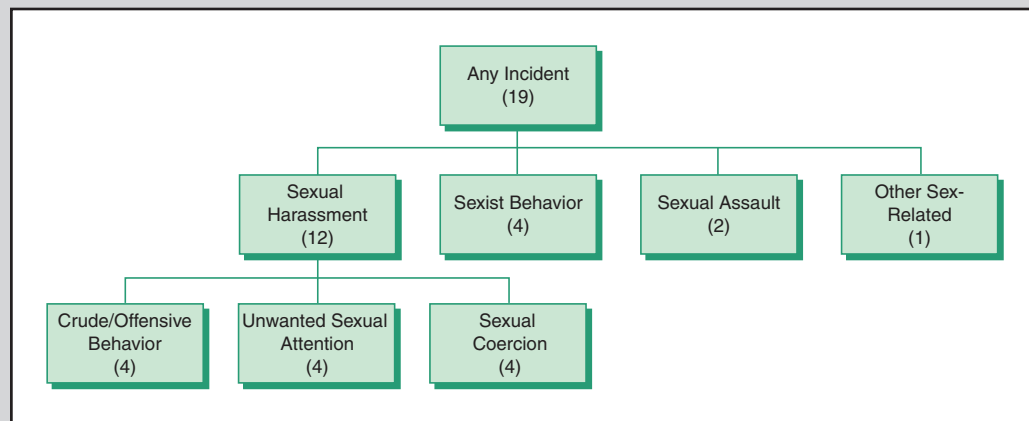 Any Incident
(19)
Sexual
Harassment
(12)
Sexist Behavior
(4)
Sexual Assault
(2)
Other Sex-
Related
(1)
Crude/Offensive
Behavior
(4)
Unwanted Sexual
Attention
(4)
Sexual
Coercion
(4)